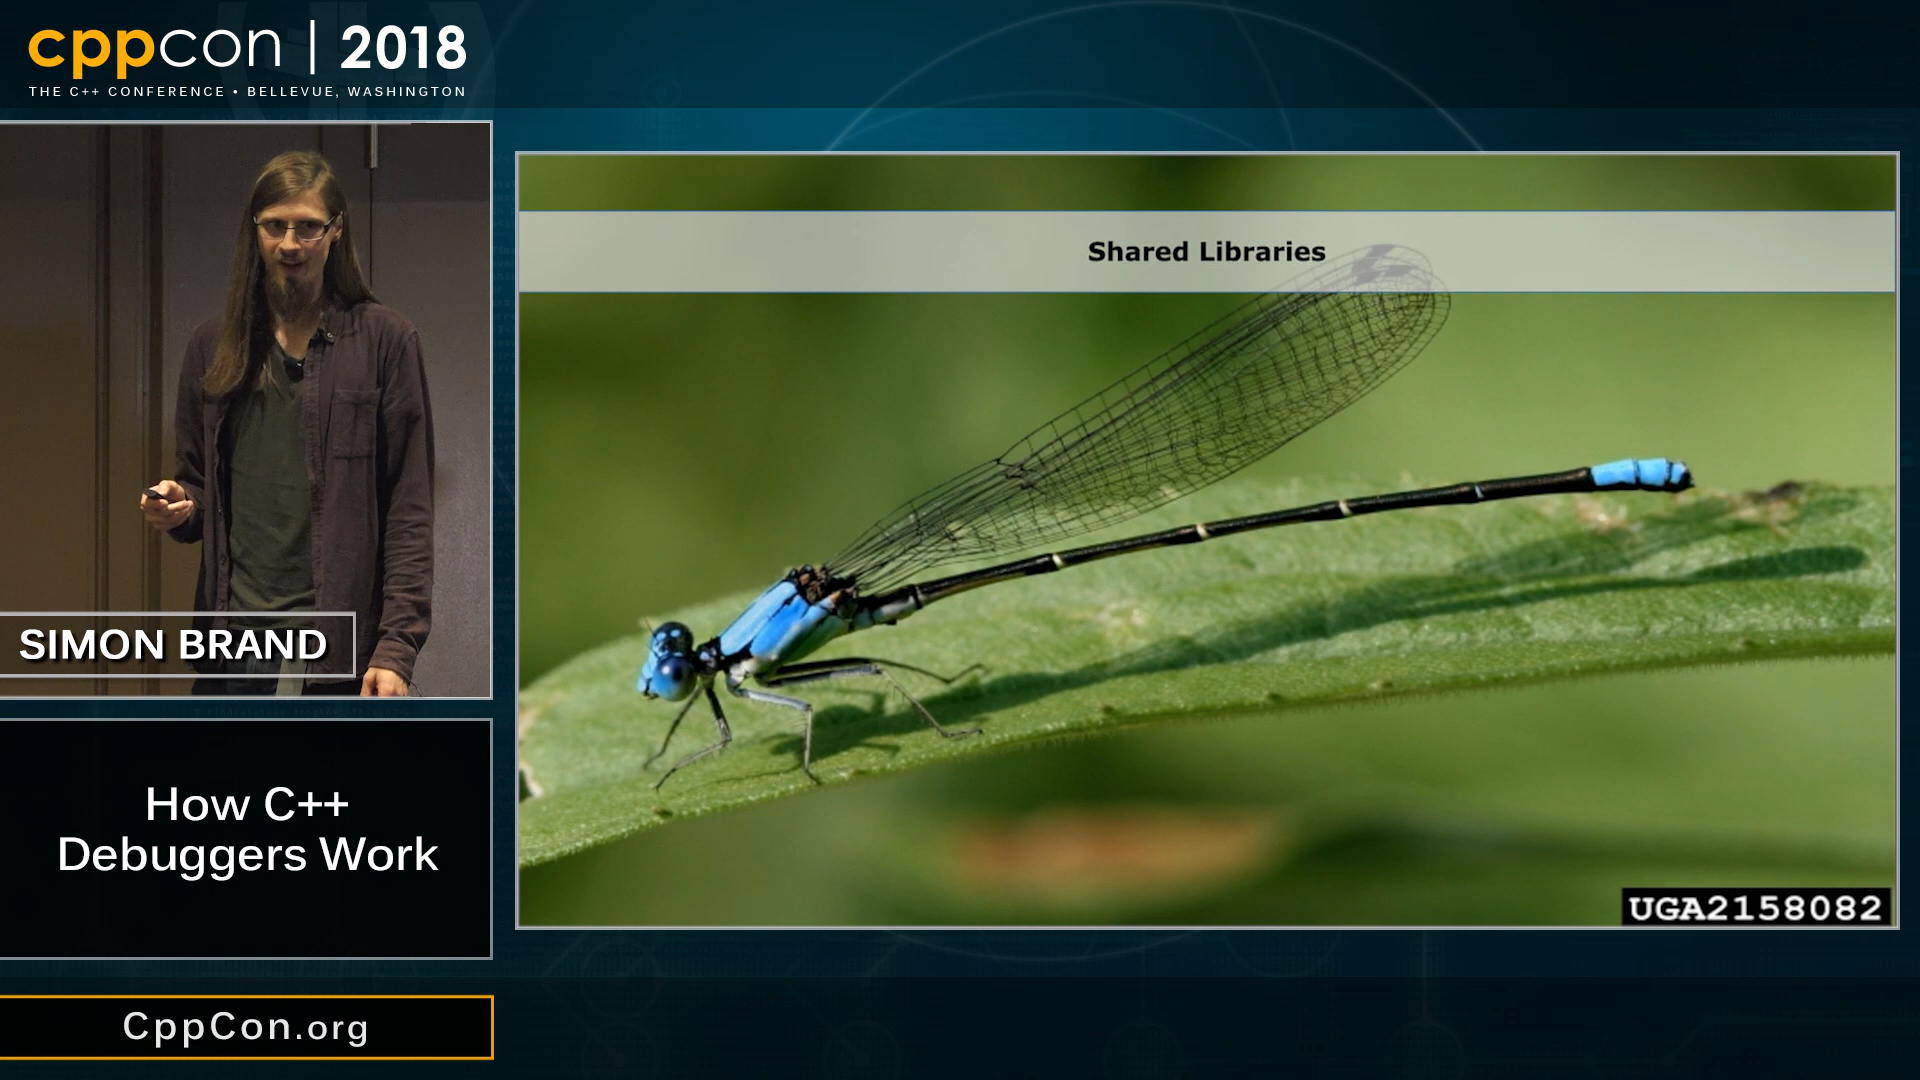 cppcon | 2018
THE C++ CONFERENCE • BELLEVUE, WASHINGTON
SIMON BRAND
How C++
Debuggers Work
CppCon.org
Shared Libraries
UGA2158082